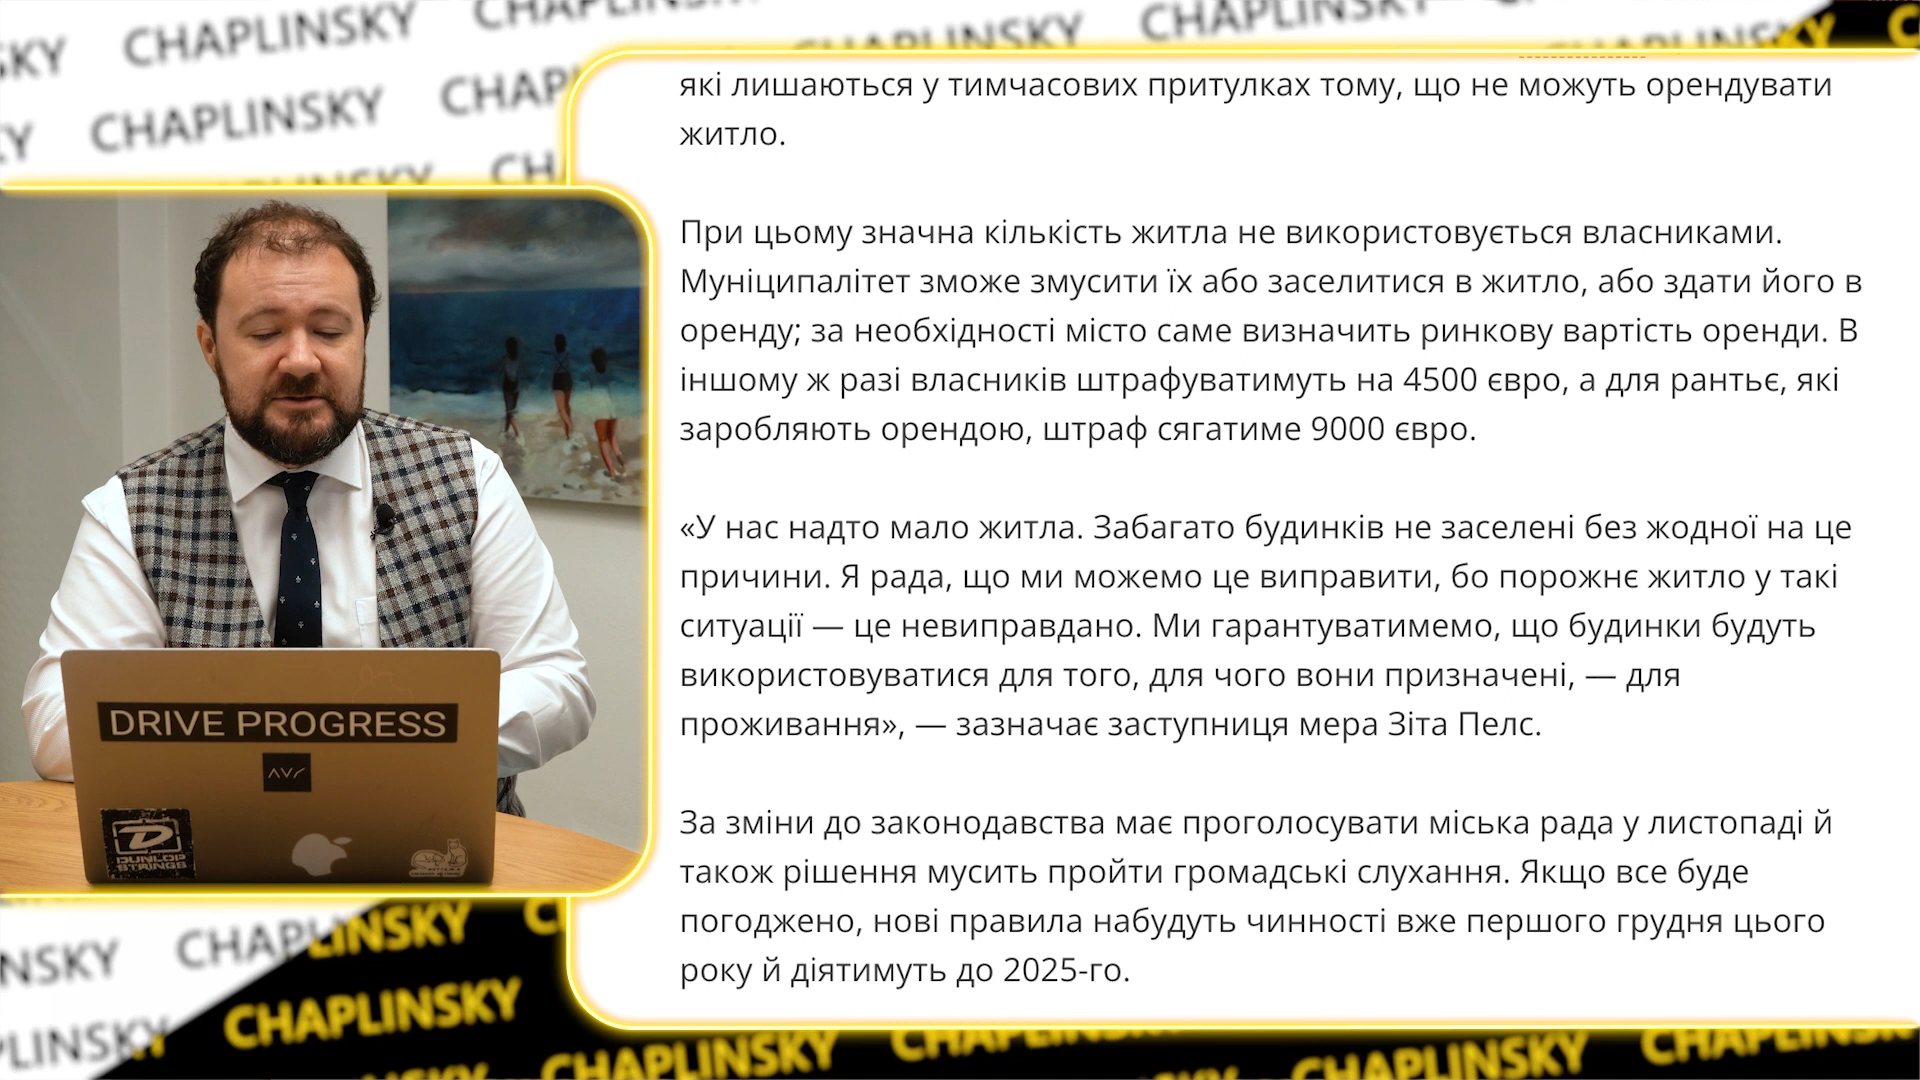 CHAPLINSKY
CHAPLINSKY
CHAPLINSKY
які лишаються у тимчасових притулках тому, що не можуть орендувати
житло.
При цьому значна кількість житла не використовується власниками.
Муніципалітет зможе змусити їх або заселитися в житло, або здати його в
оренду; за необхідності місто саме визначить ринкову вартість оренди. В
іншому ж разі власників штрафуватимуть на 4500 євро, а для рантьє, які
зароблять орендою, штраф сягатиме 9000 євро.
«У нас надто мало житла. Забагато будинків не заселені без жодної на це
причини. Я рада, що ми можемо це виправити, бо порожнє житло у такі
ситуації — це невиправдано. Ми гарантуватимемо, що будинки будуть
використовуватися для того, для чого вони призначені, — для
проживання», — зазначає заступниця мера Зіта Пелс.
За зміни до законодавства має проголосувати міська рада у листопаді й
також рішення мусить пройти громадські слухання. Якщо все буде
погоджено, нові правила набудуть чинності вже першого грудня цього
року й діятимуть до 2025-го.
DRIVE PROGRESS
DUNLOP
STRINGS
CHAPLINSKY
CHAPLINSKY
CHAPLINSKY
CHAPLINSKY